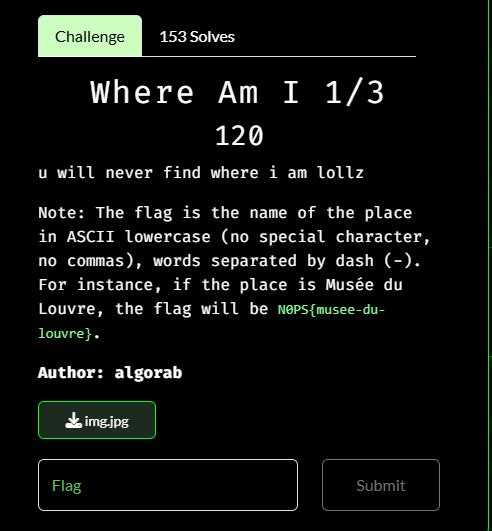 Challenge
153 Solves
Where Am I 1/3
120
u will never find where i am lollz
Note: The flag is the name of the place
in ASCII lowercase (no special character,
no commas), words separated by dash (-).
For instance, if the place is Musée du
Louvre, the flag will be N0PS{musee-du-
louvre}.
Author: algorab
img.jpg
Flag
Submit